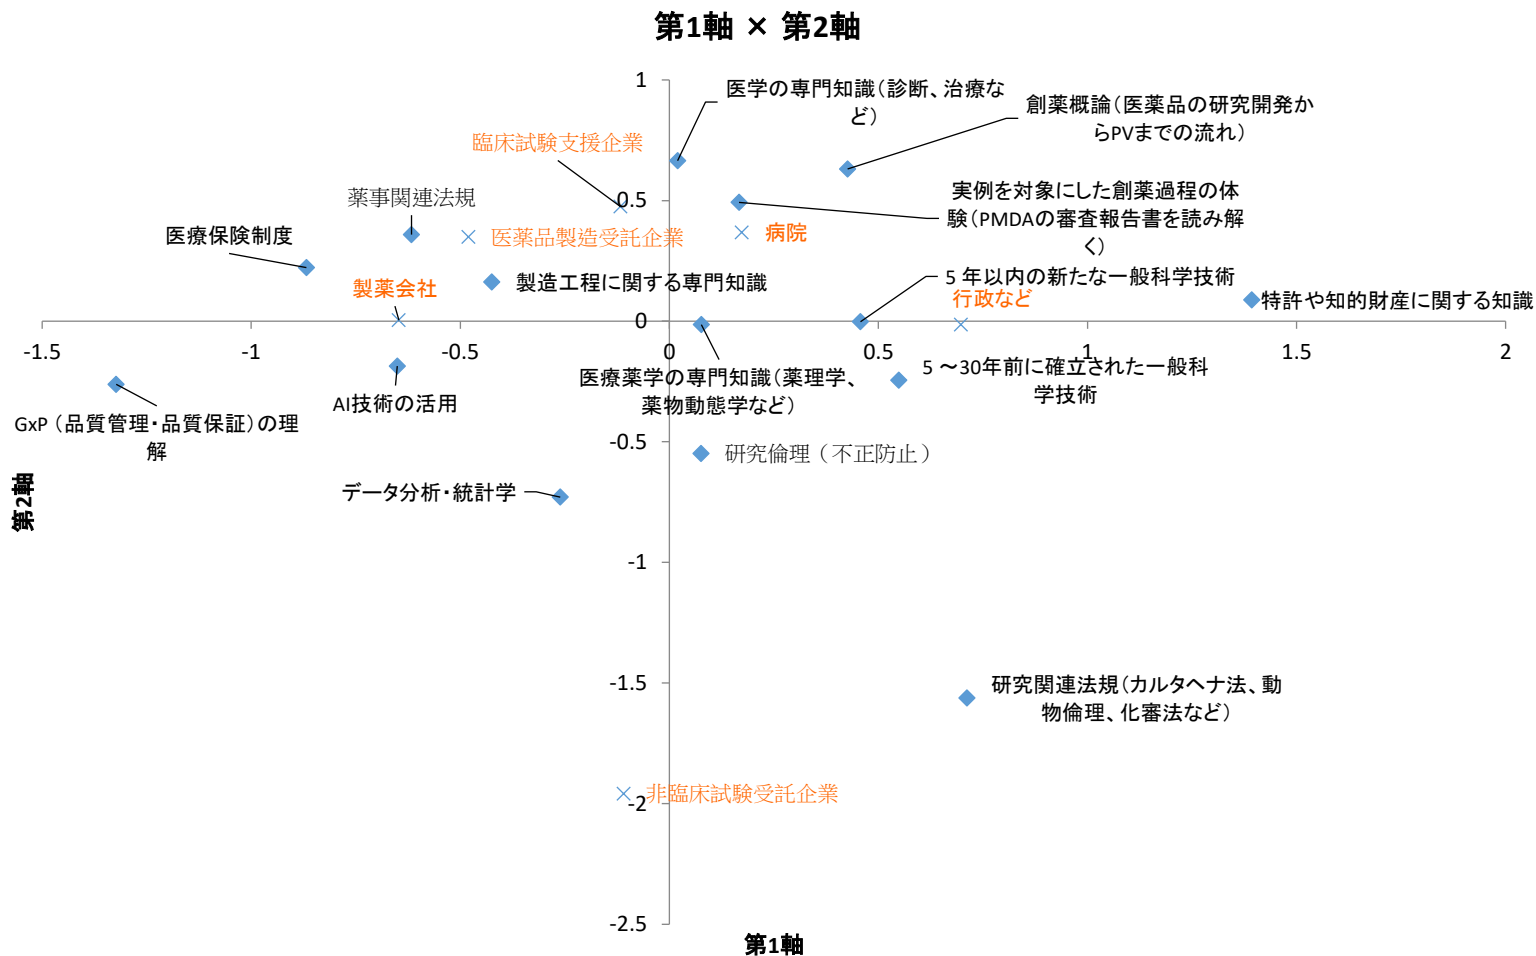 第1軸 × 第2軸
医学の専門知識（診断、治療な
ど）
創薬概論（医薬品の研究開発か
らPVまでの流れ）
臨床試験支援企業
薬事関連法規
実例を対象にした創薬過程の体
験（PMDAの審査報告書を読み解
く）
医療保険制度
医薬品製造受託企業
病院
製薬会社
製造工程に関する専門知識
5 年以内の新たな一般科学技術
行政など
特許や知的財産に関する知識
1
0.5
0
-0.5
-1
-1.5
-2
-2.5
-1.5
-1
-0.5
0
0.5
1
1.5
2
医療薬学の専門知識（薬理学、
薬物動態学など）
5 ～30年前に確立された一般科
学技術
AI技術の活用
GxP （品質管理・品質保証）の理
解
研究倫理（不正防止）
データ分析・統計学
第2軸
研究関連法規（カルタヘナ法、動
物倫理、化審法など）
非臨床試験受託企業
第1軸